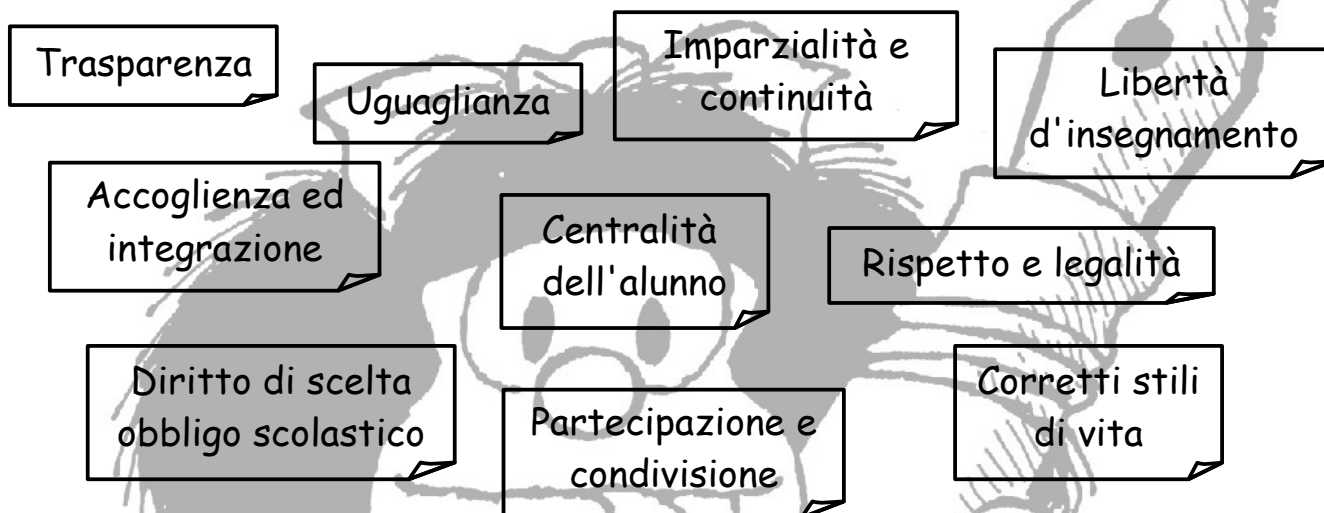 Trasparenza
Uguaglianza
Imparzialità e
continuità
Libertà
d'insegnamento
Accoglienza ed
integrazione
Centralità
dell'alunno
Rispetto e legalità
Diritto di scelta
obbligo scolastico
Partecipazione e
condivisione
Corretti stili
di vita